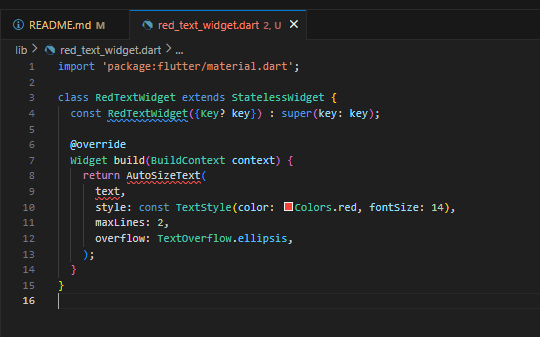 README.md M red_text_widget.dart 2, U
lib > red_text_widget.dart > ...
1 import 'package:flutter/material.dart';
2
3 class RedTextWidget extends StatelessWidget {
4 const RedTextWidget({Key? key}) : super(key: key);
5
6 @override
7 Widget build(BuildContext context) {
8 return AutoSizeText(
9 text,
10 style: const TextStyle(color: Colors.red, fontSize: 14),
11 maxLines: 2,
12 overflow: TextOverflow.ellipsis,
13 );
14 }
15 }
16